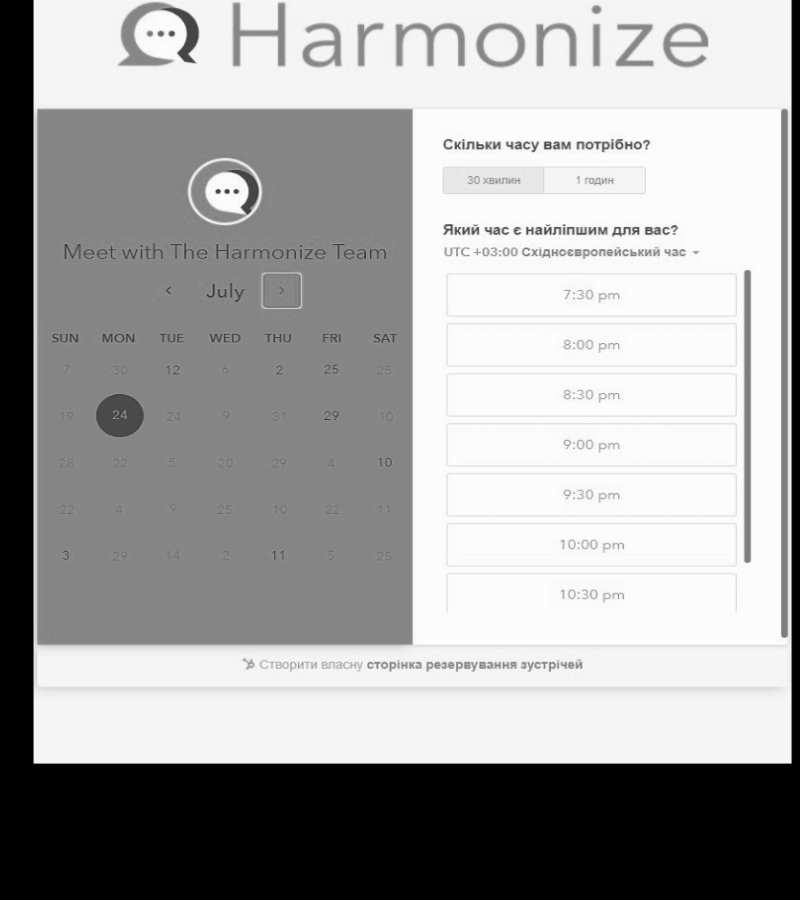 Harmonize
Meet with The Harmonize Team
July
SUN MON TUE WED THU FRI SAT
7 30 12 6 2 25 25
19 24 24 9 31 29 10
28 22 5 20 29 4 10
22 4 9 25 10 22 11
3 29 14 2 11 5 25
Скільки часу вам потрібно?
30 хвилин 1 годин
Який час є найліпшим для вас?
UTC +03:00 Східноєвропейський час
7:30 pm
8:00 pm
8:30 pm
9:00 pm
9:30 pm
10:00 pm
10:30 pm
Створити власну сторінка резервування зустрічей